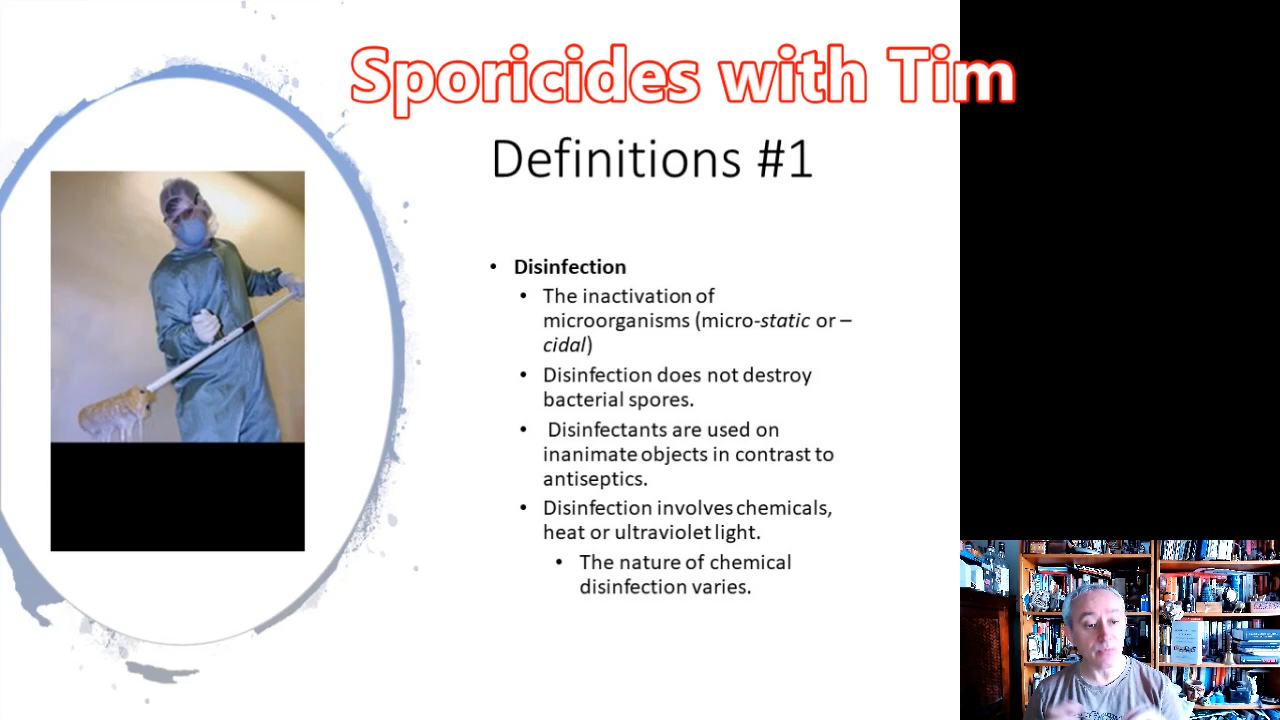 Sporicides with Tim
Definitions #1
• Disinfection
• The inactivation of
microorganisms (micro-static or –
cidal)
• Disinfection does not destroy
bacterial spores.
• Disinfectants are used on
inanimate objects in contrast to
antiseptics.
• Disinfection involves chemicals,
heat or ultraviolet light.
• The nature of chemical
disinfection varies.